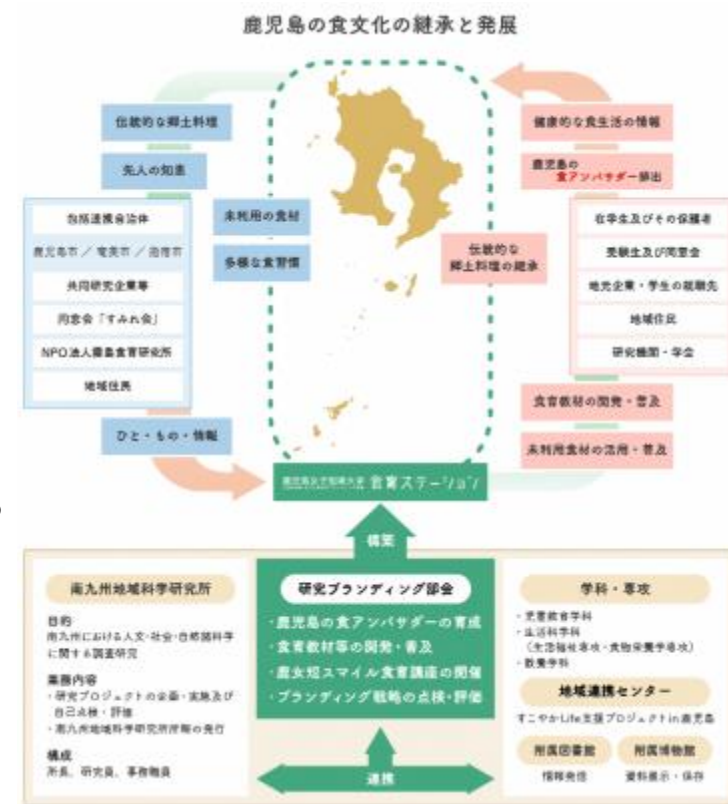 鹿児島の食文化の継承と発展
伝統的な郷土料理
先人の知恵
包括連携自治体
鹿児島市 / 奄美市 / 指宿市
共同研究企業等
同窓会「すみれ会」
NPO法人霧島食育研究所
地域住民
ひと・もの・情報
未利用の食材
多様な食習慣
伝統的な
郷土料理の継承
健康的な食生活の情報
鹿児島の
食アンバサダー輩出
在学生及びその保護者
受験生及び同窓会
地元企業・学生の就職先
地域住民
研究機関・学会
食育教材の開発・普及
未利用食材の活用・普及
鹿児島女子短期大学 食育ステーション
構築
南九州地域科学研究所
目的
南九州における人文・社会・自然諸科学
に関する調査研究
業務内容
・研究プロジェクトの企画・実施及び
自己点検・評価
・南九州地域科学研究所所報の発行
構成
所長、研究員、事務職員
研究ブランディング部会
・鹿児島の食アンバサダーの育成
・食育教材等の開発・普及
・鹿女短スマイル食育講座の開催
・ブランディング戦略の点検・評価
連携
学科・専攻
・児童教育学科
・生活科学科
(生活福祉専攻・食物栄養学専攻)
・教養学科
地域連携センター
すこやかLife支援プロジェクトin鹿児島
附属図書館
情報発信
附属博物館
資料展示・保存